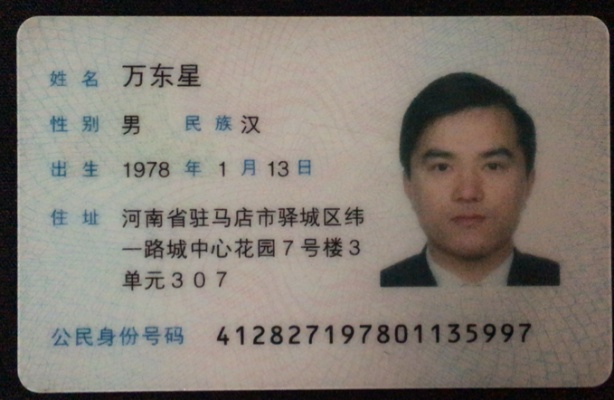 姓名 万东星
性别 男 民族 汉
出生 1978 年 1 月 13 日
住址 河南省驻马店市驿城区纬
一路城中心花园7号楼3
单元307
公民身份号码 412827197801135997